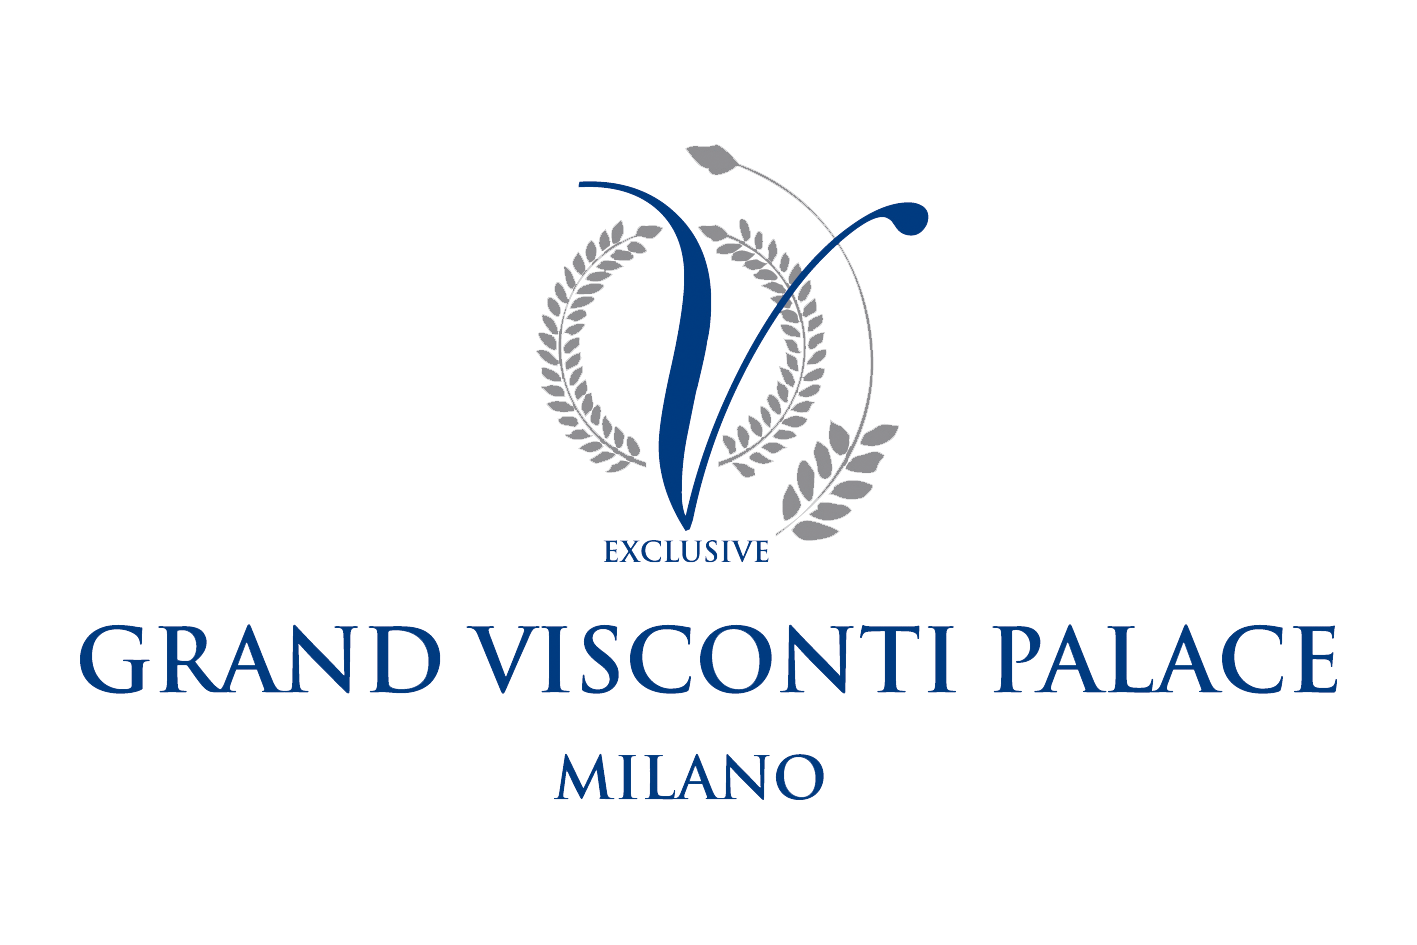 V
EXCLUSIVE
GRAND VISCONTI PALACE
MILANO